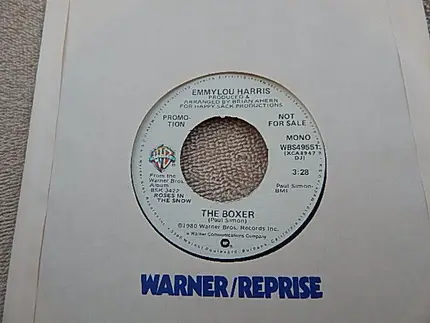 EMMYLOU HARRIS
PRODUCED &
ARRANGED BY BRIAN AHERN
FOR HAPPY SACK PRODUCTIONS
PROMO-
TION
NOT
FOR SALE
MONO
WBS49551
(XCA8947
DJ)
3:28
From the
Warner Bros.
Album
BSK 3422
ROSES IN
THE SNOW
Paul Simon-
BMI
THE BOXER
(Paul Simon)
©1980 Warner Bros. Records Inc.
a Warner Communications Company
WARNER/REPRISE